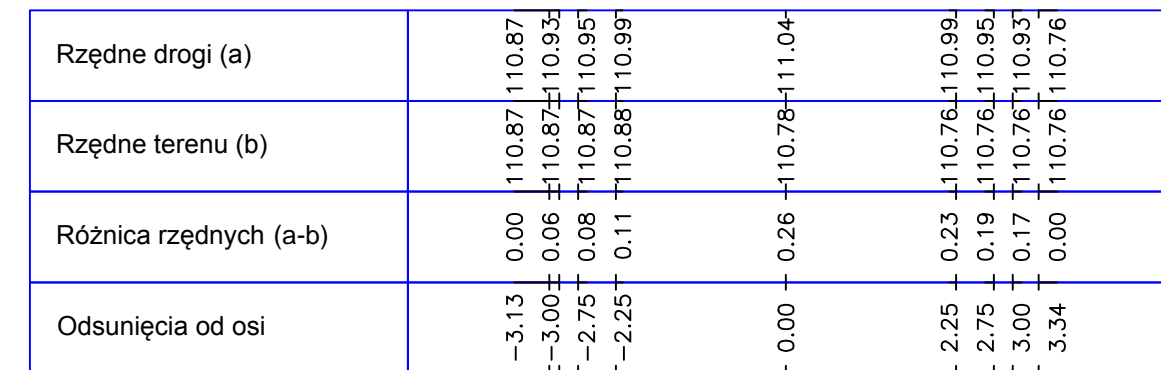 Rzędne drogi (a) 110.87 110.93 110.95 110.99 111.04 110.99 110.95 110.93 110.76
Rzędne terenu (b) 110.87 110.87 110.87 110.88 110.78 110.76 110.76 110.76 110.76
Różnica rzędnych (a-b) 0.00 0.06 0.08 0.11 0.26 0.23 0.19 0.17 0.00
Odsunięcia od osi -3.13 -3.00 -2.75 -2.25 0.00 2.25 2.75 3.00 3.34